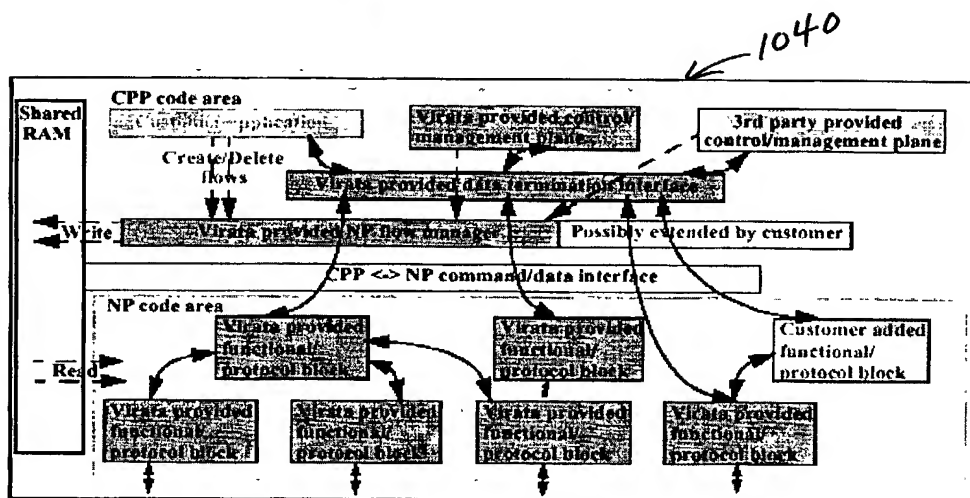 1040
Shared
RAM
CPP code area
Customer application
Create/Delete
flows
Virata provided control/
management plane
3rd party provided
control/management plane
Virata provided data termination interface
Write
Virata provided NP flow manager
Possibly extended by customer
CPP <-> NP command/data interface
NP code area
Read
Virata provided
functional/
protocol block
Virata provided
functional/
protocol block
Customer added
functional/
protocol block
Virata provided
functional/
protocol block
Virata provided
functional/
protocol block
Virata provided
functional/
protocol block
Virata provided
functional/
protocol block